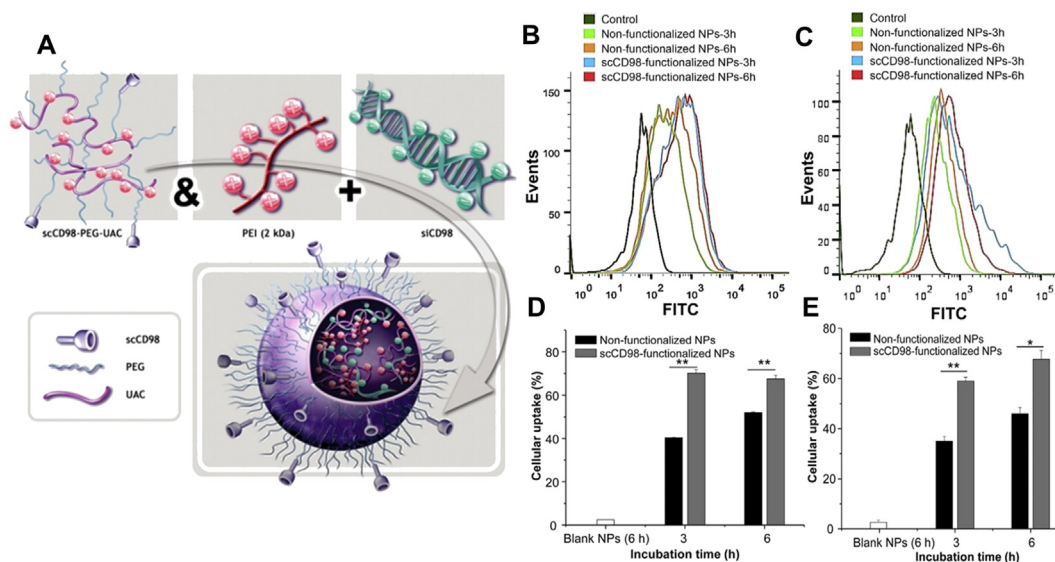 A
scCD98-PEG-UAC
&
PEI (2 kDa)
+
siCD98
scCD98
PEG
UAC
B
Control
Non-functionalized NPs-3h
Non-functionalized NPs-6h
scCD98-functionalized NPs-3h
scCD98-functionalized NPs-6h
Events
150
100
50
0
10^0 10^1 10^2 10^3 10^4 10^5
FITC
C
Control
Non-functionalized NPs-3h
Non-functionalized NPs-6h
scCD98-functionalized NPs-3h
scCD98-functionalized NPs-6h
Events
100
80
60
40
20
0
10^0 10^1 10^2 10^3 10^4 10^5
FITC
D
Non-functionalized NPs
scCD98-functionalized NPs
** **
Cellular uptake (%)
80
60
40
20
0
Blank NPs (6 h) 3 6
Incubation time (h)
E
Non-functionalized NPs
scCD98-functionalized NPs
** *
Cellular uptake (%)
80
60
40
20
0
Blank NPs (6 h) 3 6
Incubation time (h)